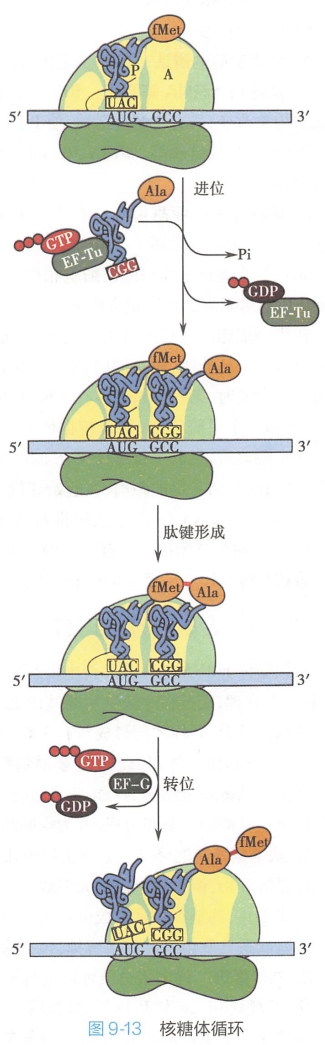 fMet
P A
UAC
5′ AUG GCC 3′
Ala 进位
GTP
EF-Tu
CGG
Pi
GDP
EF-Tu
fMet Ala
UAC CGG
5′ AUG GCC 3′
肽键形成
fMet Ala
UAC CGG
5′ AUG GCC 3′
GTP
EF-G 转位
GDP
fMet
Ala
UAC CGG
5′ AUG GCC 3′
图9-13 核糖体循环